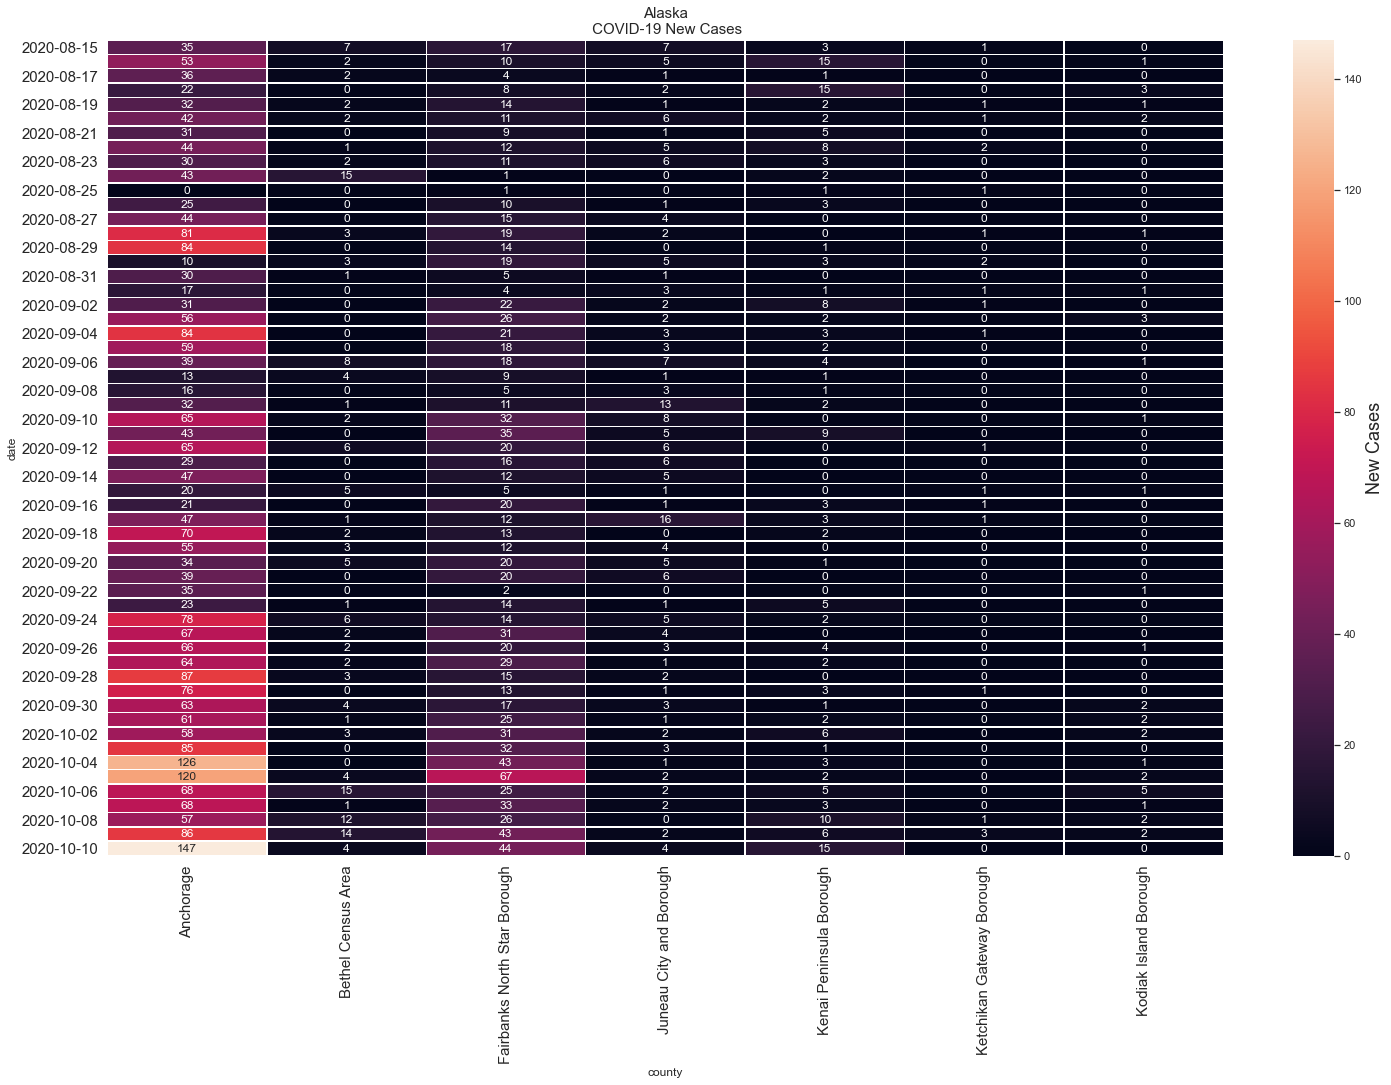 Alaska
COVID-19 New Cases
2020-08-15 35 7 17 7 3 1 0
53 2 10 5 15 0 1
2020-08-17 36 2 4 1 1 0 0
22 0 8 2 15 0 3
2020-08-19 32 2 14 1 2 1 1
42 2 11 6 2 1 2
2020-08-21 31 0 9 1 5 0 0
44 1 12 5 8 2 0
2020-08-23 30 2 11 6 3 0 0
43 15 1 0 2 0 0
2020-08-25 0 0 1 0 1 1 0
25 0 10 1 3 0 0
2020-08-27 44 0 15 4 0 0 0
81 3 19 2 0 1 1
2020-08-29 84 0 14 0 1 0 0
10 3 19 5 3 2 0
2020-08-31 30 1 5 1 0 0 0
17 0 4 3 1 1 1
2020-09-02 31 0 22 2 8 1 0
56 0 26 2 2 0 3
2020-09-04 84 0 21 3 3 1 0
59 0 18 3 2 0 0
2020-09-06 39 8 18 7 4 0 1
13 4 9 1 1 0 0
2020-09-08 16 0 5 3 1 0 0
32 1 11 13 2 0 0
2020-09-10 65 2 32 8 0 0 1
43 0 35 5 9 0 0
2020-09-12 65 6 20 6 0 1 0
29 0 16 6 0 0 0
2020-09-14 47 0 12 5 0 0 0
20 5 5 1 0 1 1
2020-09-16 21 0 20 1 3 1 0
47 1 12 16 3 1 0
2020-09-18 70 2 13 0 2 0 0
55 3 12 4 0 0 0
2020-09-20 34 5 20 5 1 0 0
39 0 20 6 0 0 0
2020-09-22 35 0 2 0 0 0 1
23 1 14 1 5 0 0
2020-09-24 78 6 14 5 2 0 0
67 2 31 4 0 0 0
2020-09-26 66 2 20 3 4 0 1
64 2 29 1 2 0 0
2020-09-28 87 3 15 2 0 0 0
76 0 13 1 3 1 0
2020-09-30 63 4 17 3 1 0 2
61 1 25 1 2 0 2
2020-10-02 58 3 31 2 6 0 2
85 0 32 3 1 0 0
2020-10-04 126 0 43 1 3 0 1
120 4 67 2 2 0 2
2020-10-06 68 15 25 2 5 0 5
68 1 33 2 3 0 1
2020-10-08 57 12 26 0 10 1 2
86 14 43 2 6 3 2
2020-10-10 147 4 44 4 15 0 0
date
Anchorage
Bethel Census Area
Fairbanks North Star Borough
Juneau City and Borough
Kenai Peninsula Borough
Ketchikan Gateway Borough
Kodiak Island Borough
county
140
120
100
80
60
40
20
0
New Cases